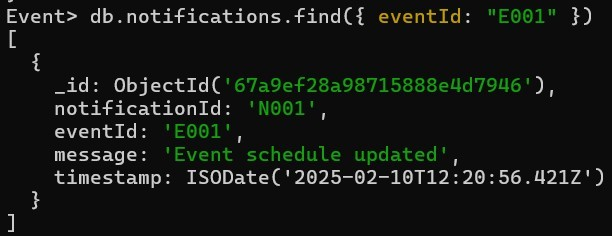 Event> db.notifications.find({ eventId: "E001" })
[
  {
    _id: ObjectId('67a9ef28a98715888e4d7946'),
    notificationId: 'N001',
    eventId: 'E001',
    message: 'Event schedule updated',
    timestamp: ISODate('2025-02-10T12:20:56.421Z')
  }
]